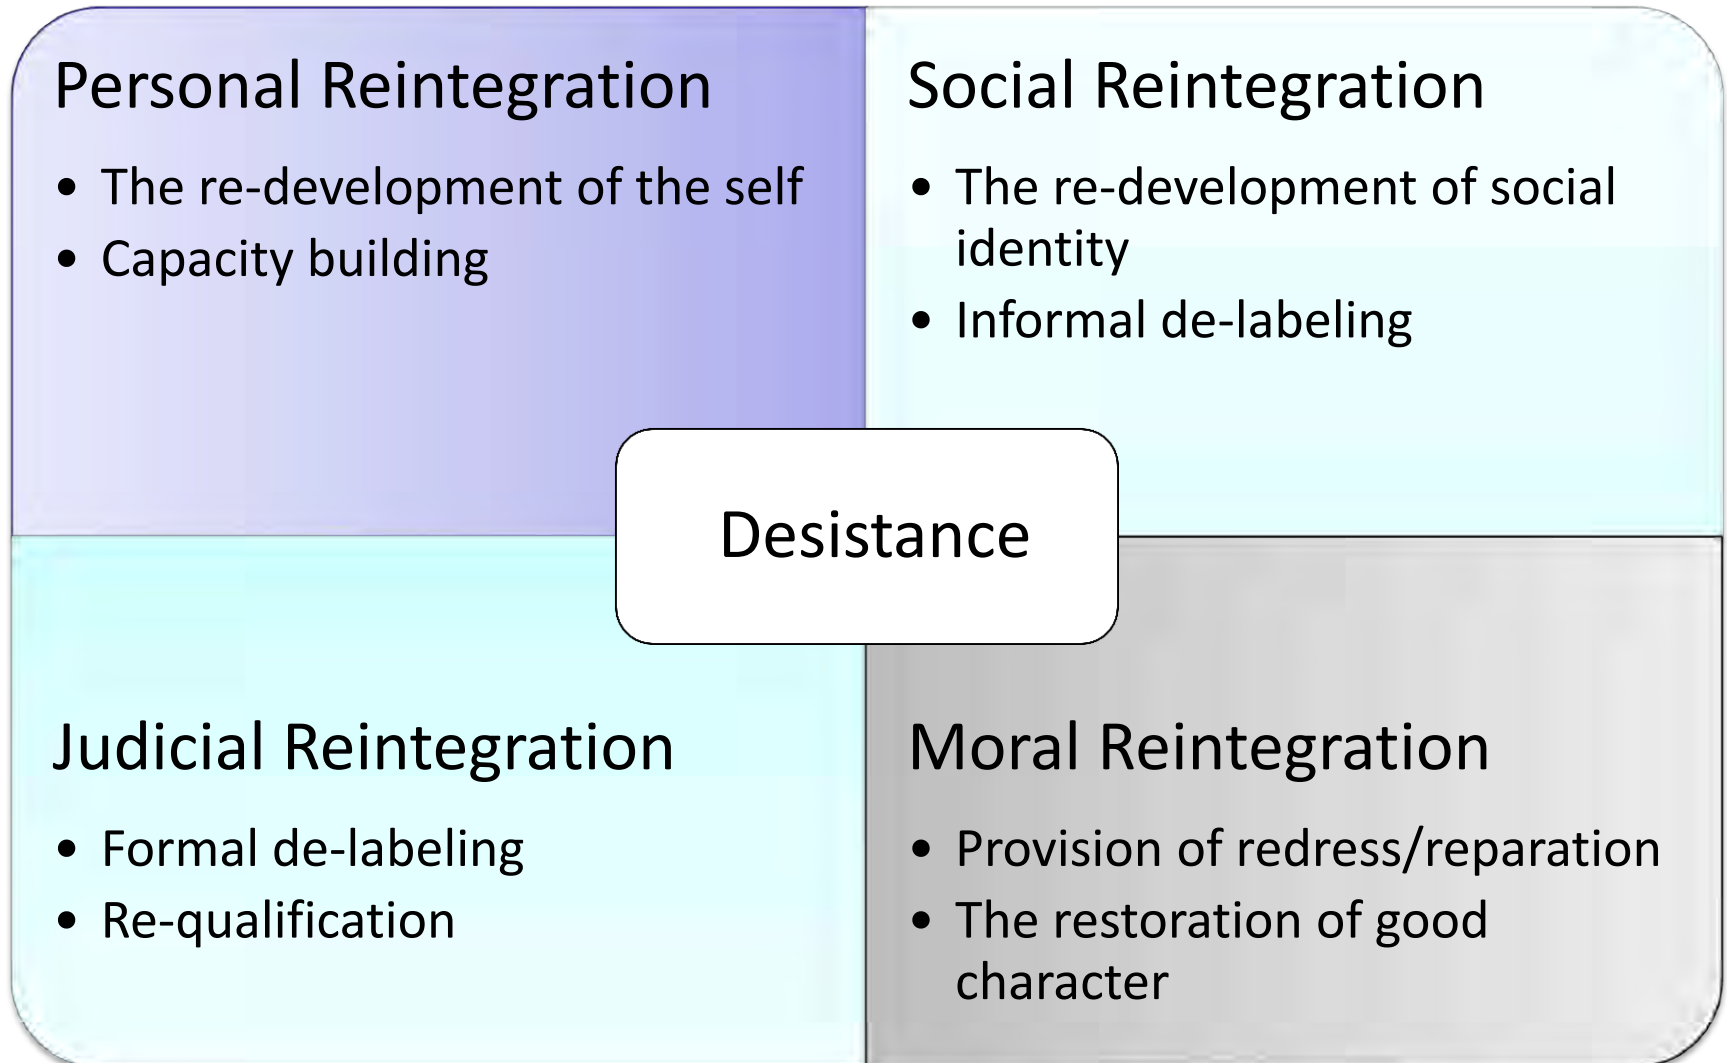 Personal Reintegration
• The re-development of the self
• Capacity building
Social Reintegration
• The re-development of social
identity
• Informal de-labeling
Desistance
Judicial Reintegration
• Formal de-labeling
• Re-qualification
Moral Reintegration
• Provision of redress/reparation
• The restoration of good
character